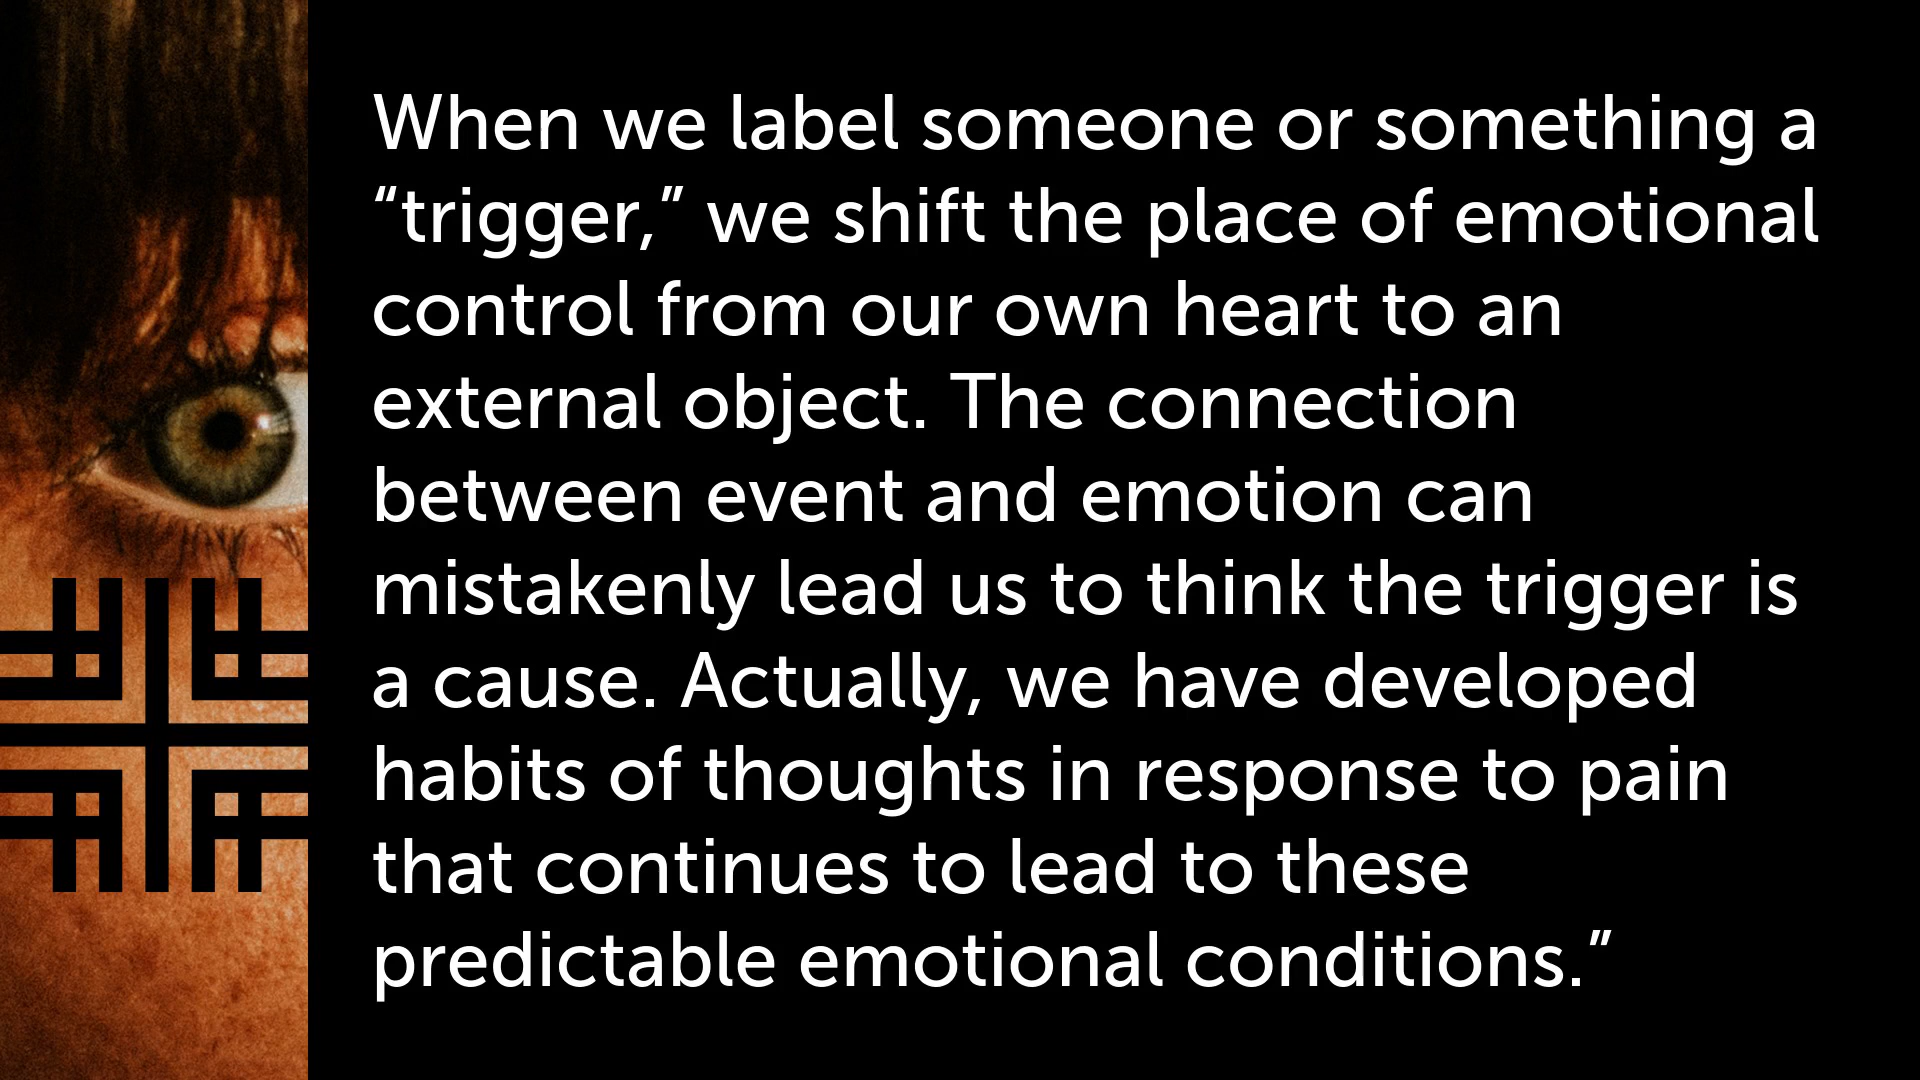 When we label someone or something a
“trigger,” we shift the place of emotional
control from our own heart to an
external object. The connection
between event and emotion can
mistakenly lead us to think the trigger is
a cause. Actually, we have developed
habits of thoughts in response to pain
that continues to lead to these
predictable emotional conditions.”